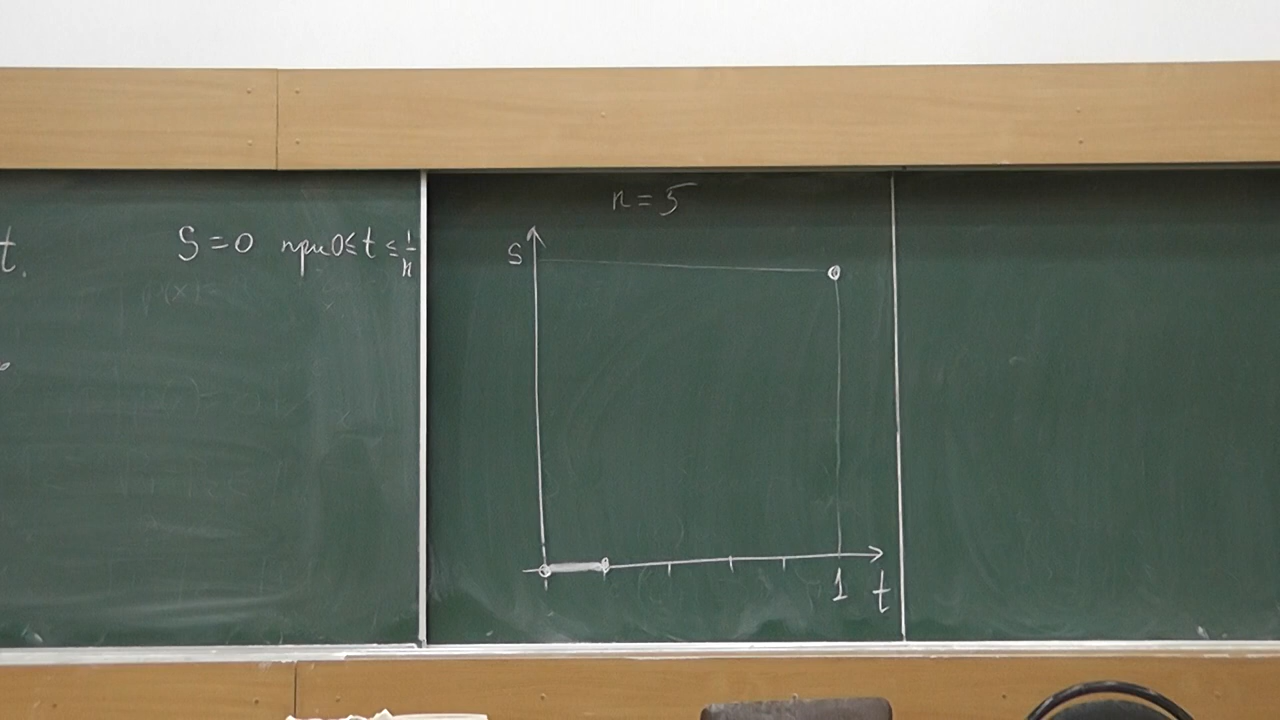 t.
S = 0 при 0 ≤ t ≤ 1/n
n = 5
S
1 t